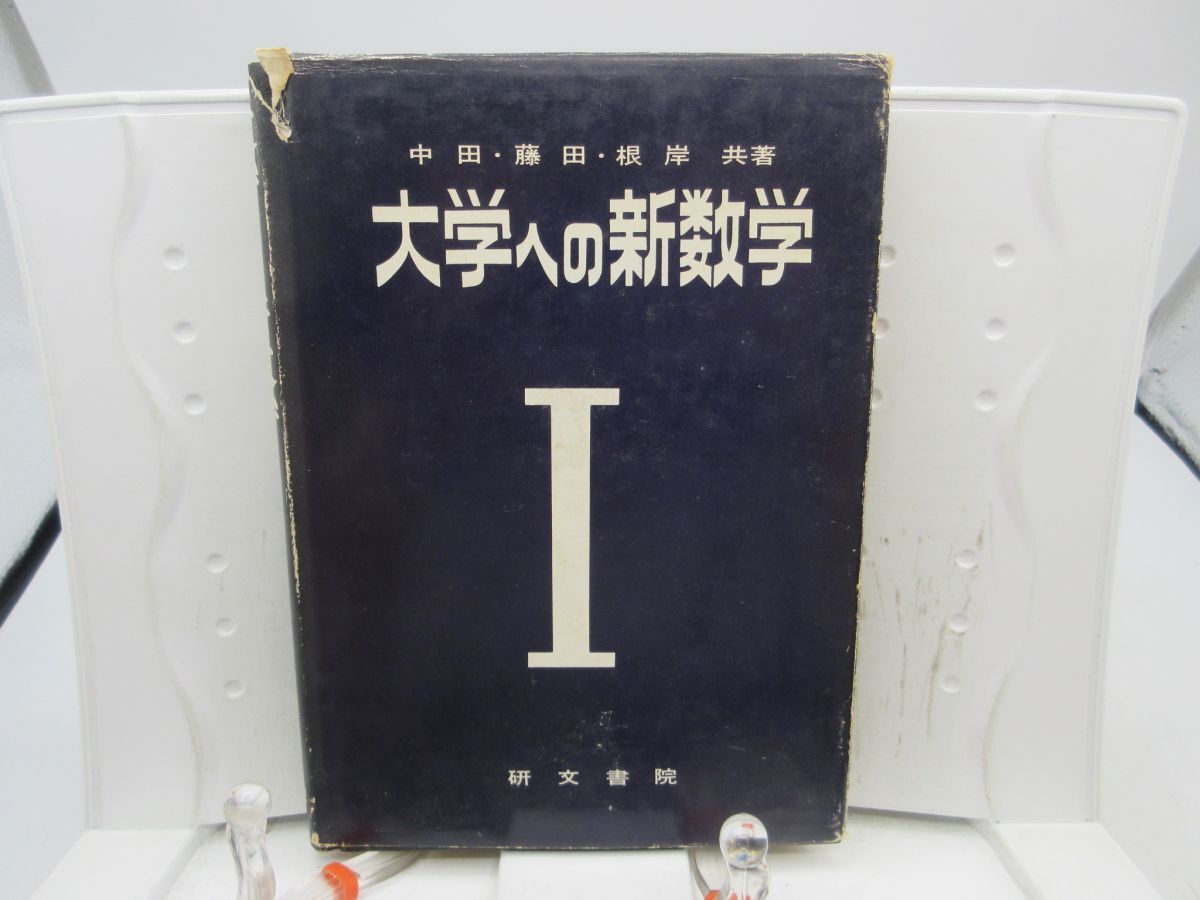 中田・藤田・根岸 共著
大学への新数学
I
研文書院